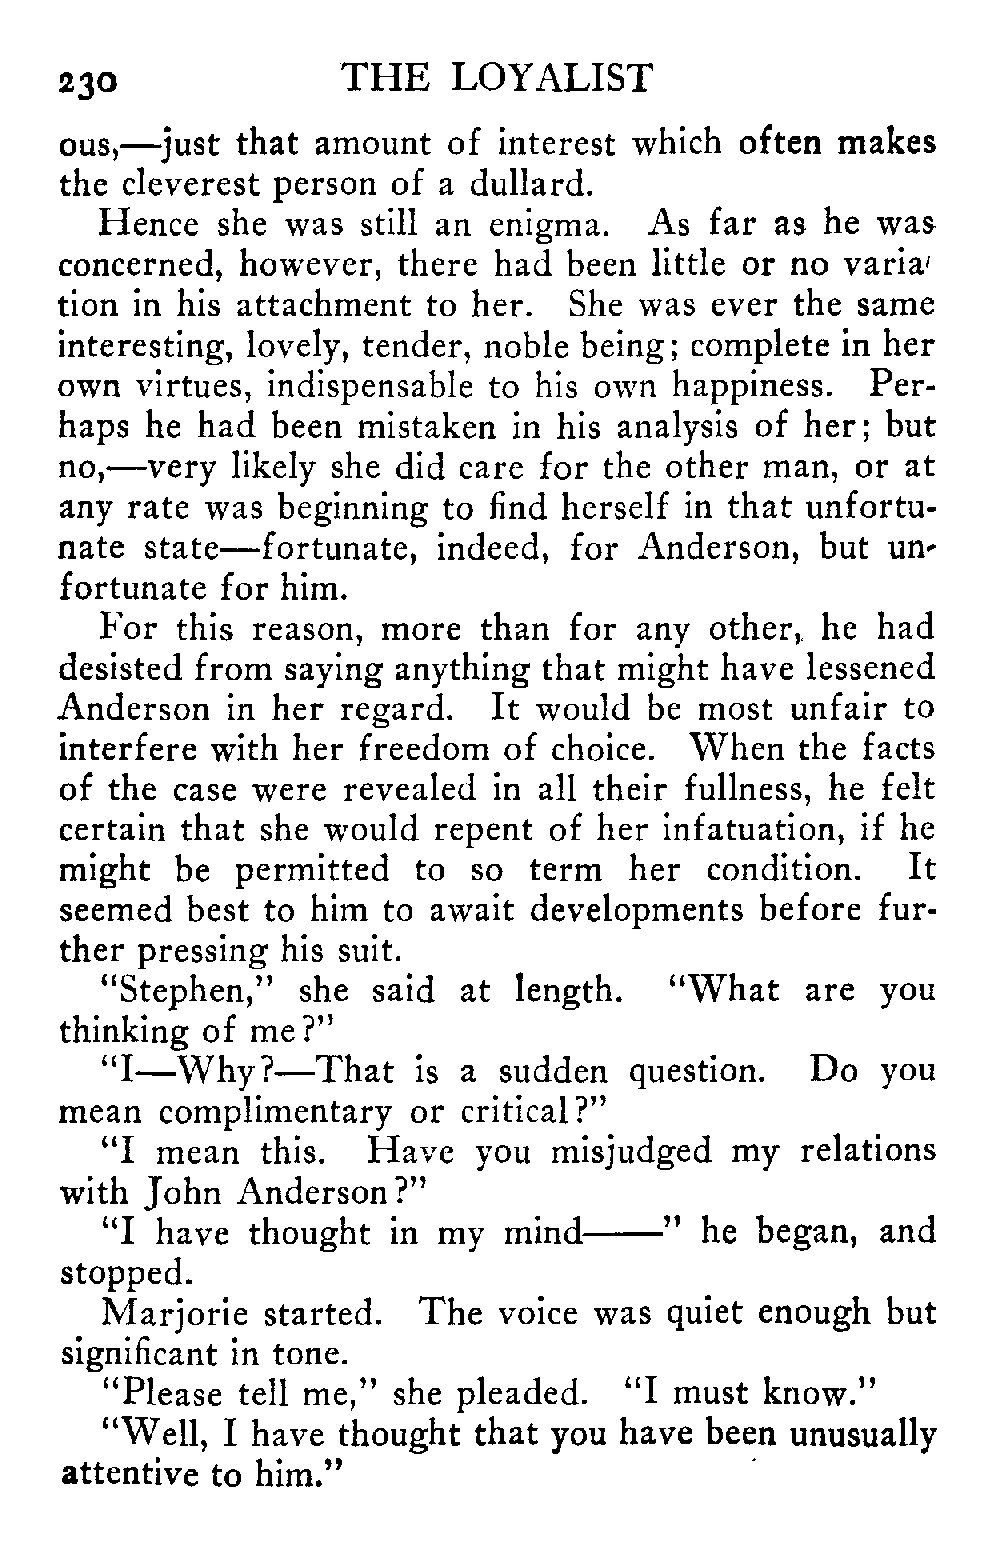 230 THE LOYALIST
ous,—just that amount of interest which often makes
the cleverest person of a dullard.
Hence she was still an enigma. As far as he was
concerned, however, there had been little or no varia-
tion in his attachment to her. She was ever the same
interesting, lovely, tender, noble being; complete in her
own virtues, indispensable to his own happiness. Per-
haps he had been mistaken in his analysis of her; but
no,—very likely she did care for the other man, or at
any rate was beginning to find herself in that unfortu-
nate state—fortunate, indeed, for Anderson, but un-
fortunate for him.
For this reason, more than for any other, he had
desisted from saying anything that might have lessened
Anderson in her regard. It would be most unfair to
interfere with her freedom of choice. When the facts
of the case were revealed in all their fullness, he felt
certain that she would repent of her infatuation, if he
might be permitted to so term her condition. It
seemed best to him to await developments before fur-
ther pressing his suit.
"Stephen," she said at length. "What are you
thinking of me?"
"I—Why?—That is a sudden question. Do you
mean complimentary or critical?"
"I mean this. Have you misjudged my relations
with John Anderson?"
"I have thought in my mind——" he began, and
stopped.
Marjorie started. The voice was quiet enough but
significant in tone.
"Please tell me," she pleaded. "I must know."
"Well, I have thought that you have been unusually
attentive to him."